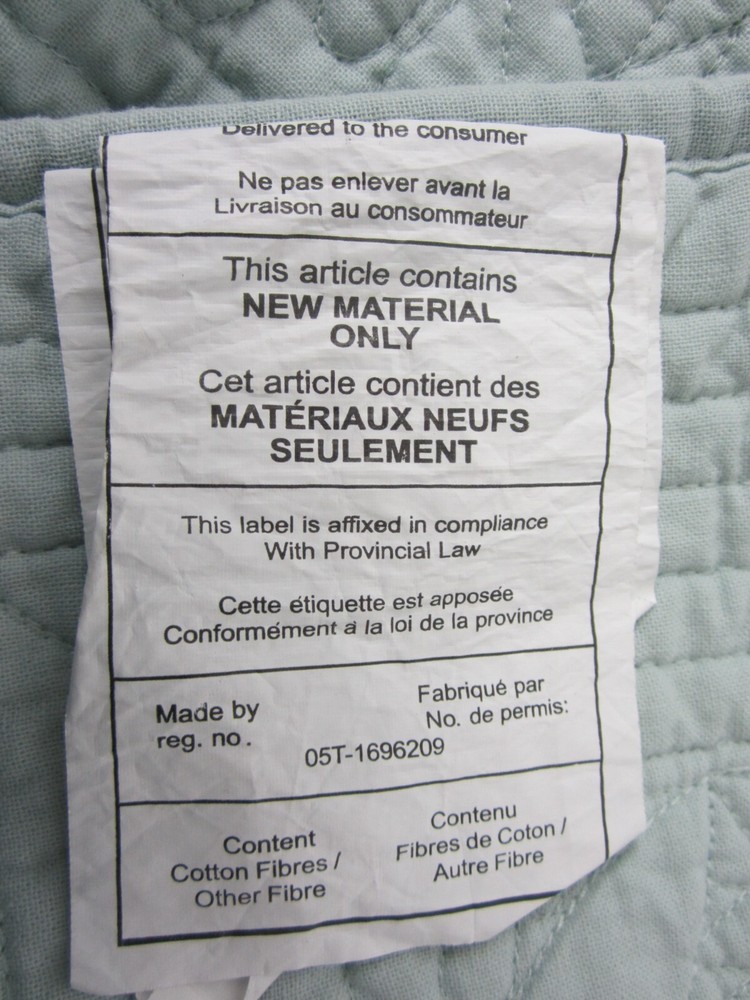 Delivered to the consumer
Ne pas enlever avant la
Livraison au consommateur
This article contains
NEW MATERIAL
ONLY
Cet article contient des
MATÉRIAUX NEUFS
SEULEMENT
This label is affixed in compliance
With Provincial Law
Cette étiquette est apposée
Conformément à la loi de la province
Made by
reg. no.
Fabriqué par
No. de permis:
05T-1696209
Content
Cotton Fibres /
Other Fibre
Contenu
Fibres de Coton /
Autre Fibre